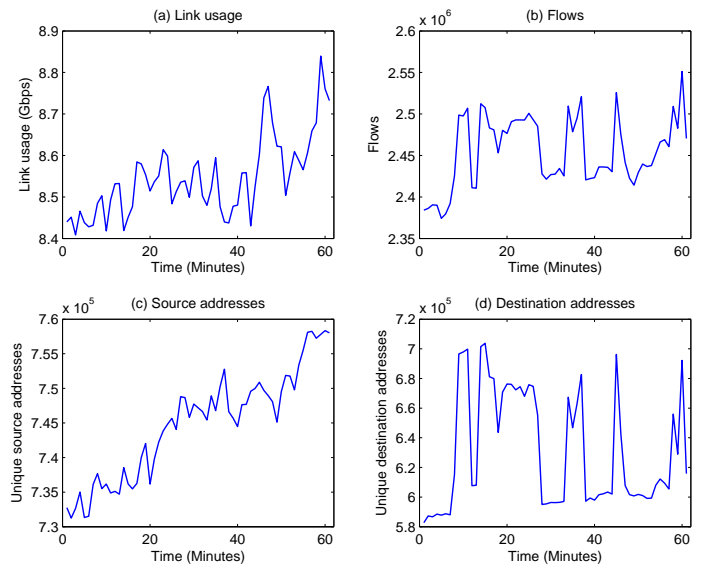 (a) Link usage
8.9
8.8
8.7
8.6
8.5
8.4
Link usage (Gbps)
0 20 40 60
Time (Minutes)
(b) Flows
x 10^6
2.6
2.55
2.5
2.45
2.4
2.35
Flows
0 20 40 60
Time (Minutes)
(c) Source addresses
x 10^5
7.6
7.55
7.5
7.45
7.4
7.35
7.3
Unique source addresses
0 20 40 60
Time (Minutes)
(d) Destination addresses
x 10^5
7.2
7
6.8
6.6
6.4
6.2
6
5.8
Unique destination addresses
0 20 40 60
Time (Minutes)